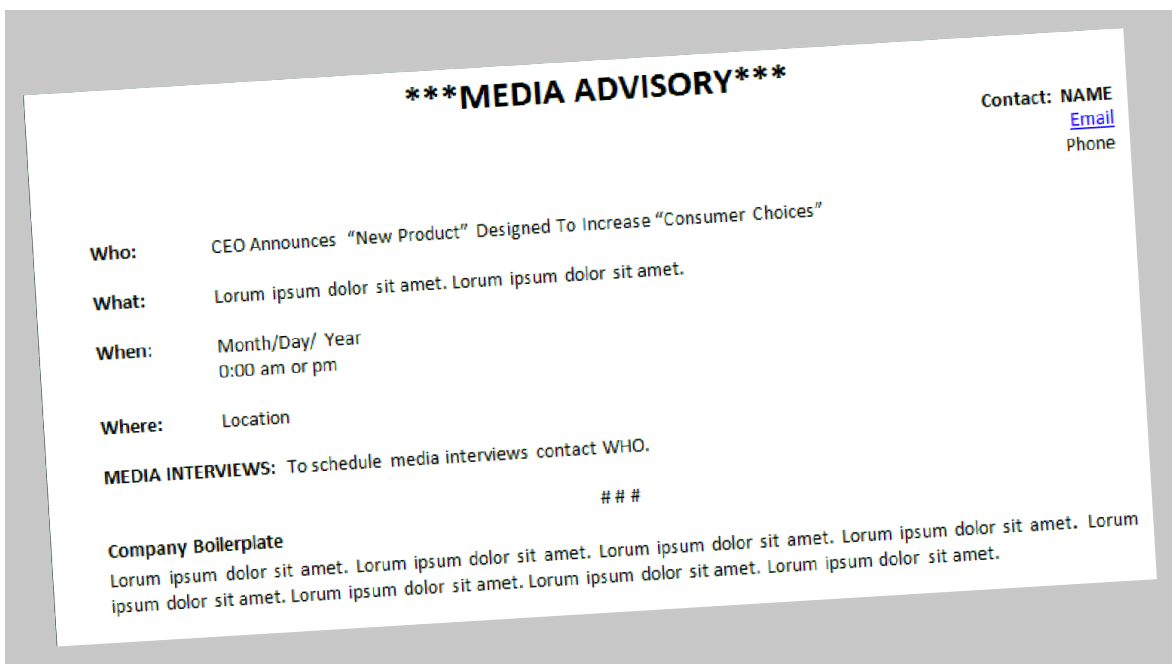 ***MEDIA ADVISORY***
Contact: NAME
Email
Phone
Who: CEO Announces “New Product” Designed To Increase “Consumer Choices”
What: Lorum ipsum dolor sit amet. Lorum ipsum dolor sit amet.
When: Month/Day/ Year
0:00 am or pm
Where: Location
MEDIA INTERVIEWS: To schedule media interviews contact WHO.
# # #
Company Boilerplate
Lorum ipsum dolor sit amet. Lorum ipsum dolor sit amet. Lorum ipsum dolor sit amet. Lorum ipsum dolor sit amet. Lorum
ipsum dolor sit amet. Lorum ipsum dolor sit amet. Lorum ipsum dolor sit amet. Lorum ipsum dolor sit amet.